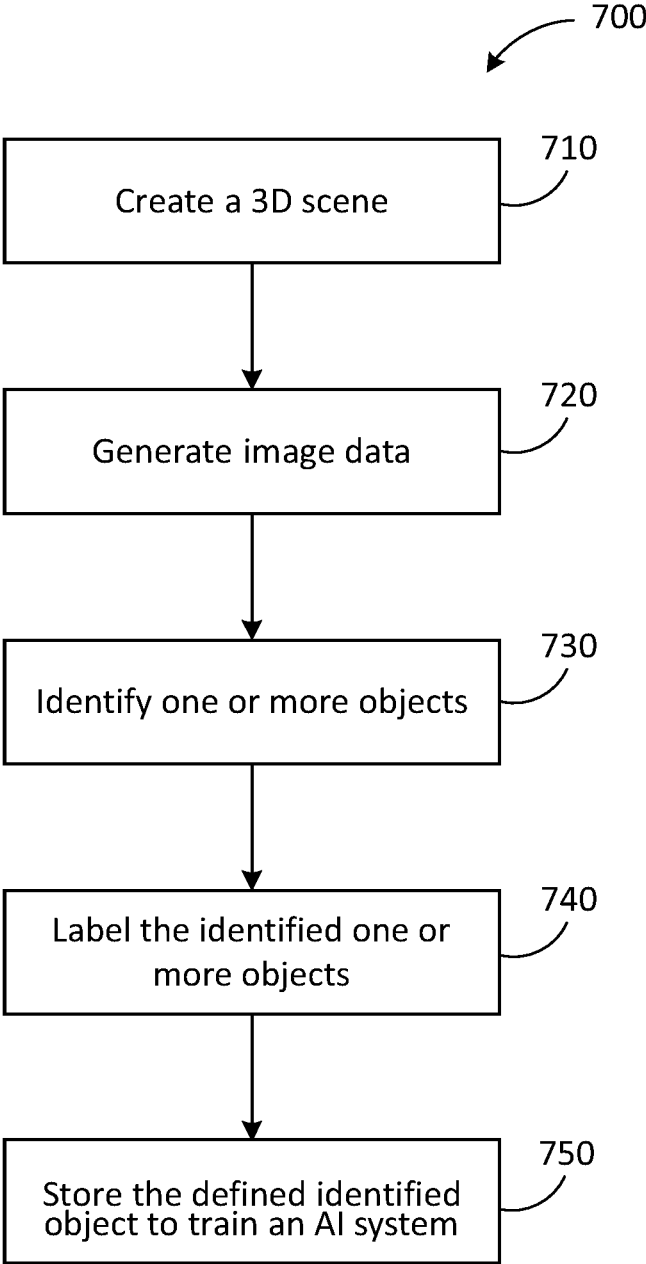 700
710
Create a 3D scene
720
Generate image data
730
Identify one or more objects
740
Label the identified one or
more objects
750
Store the defined identified
object to train an AI system